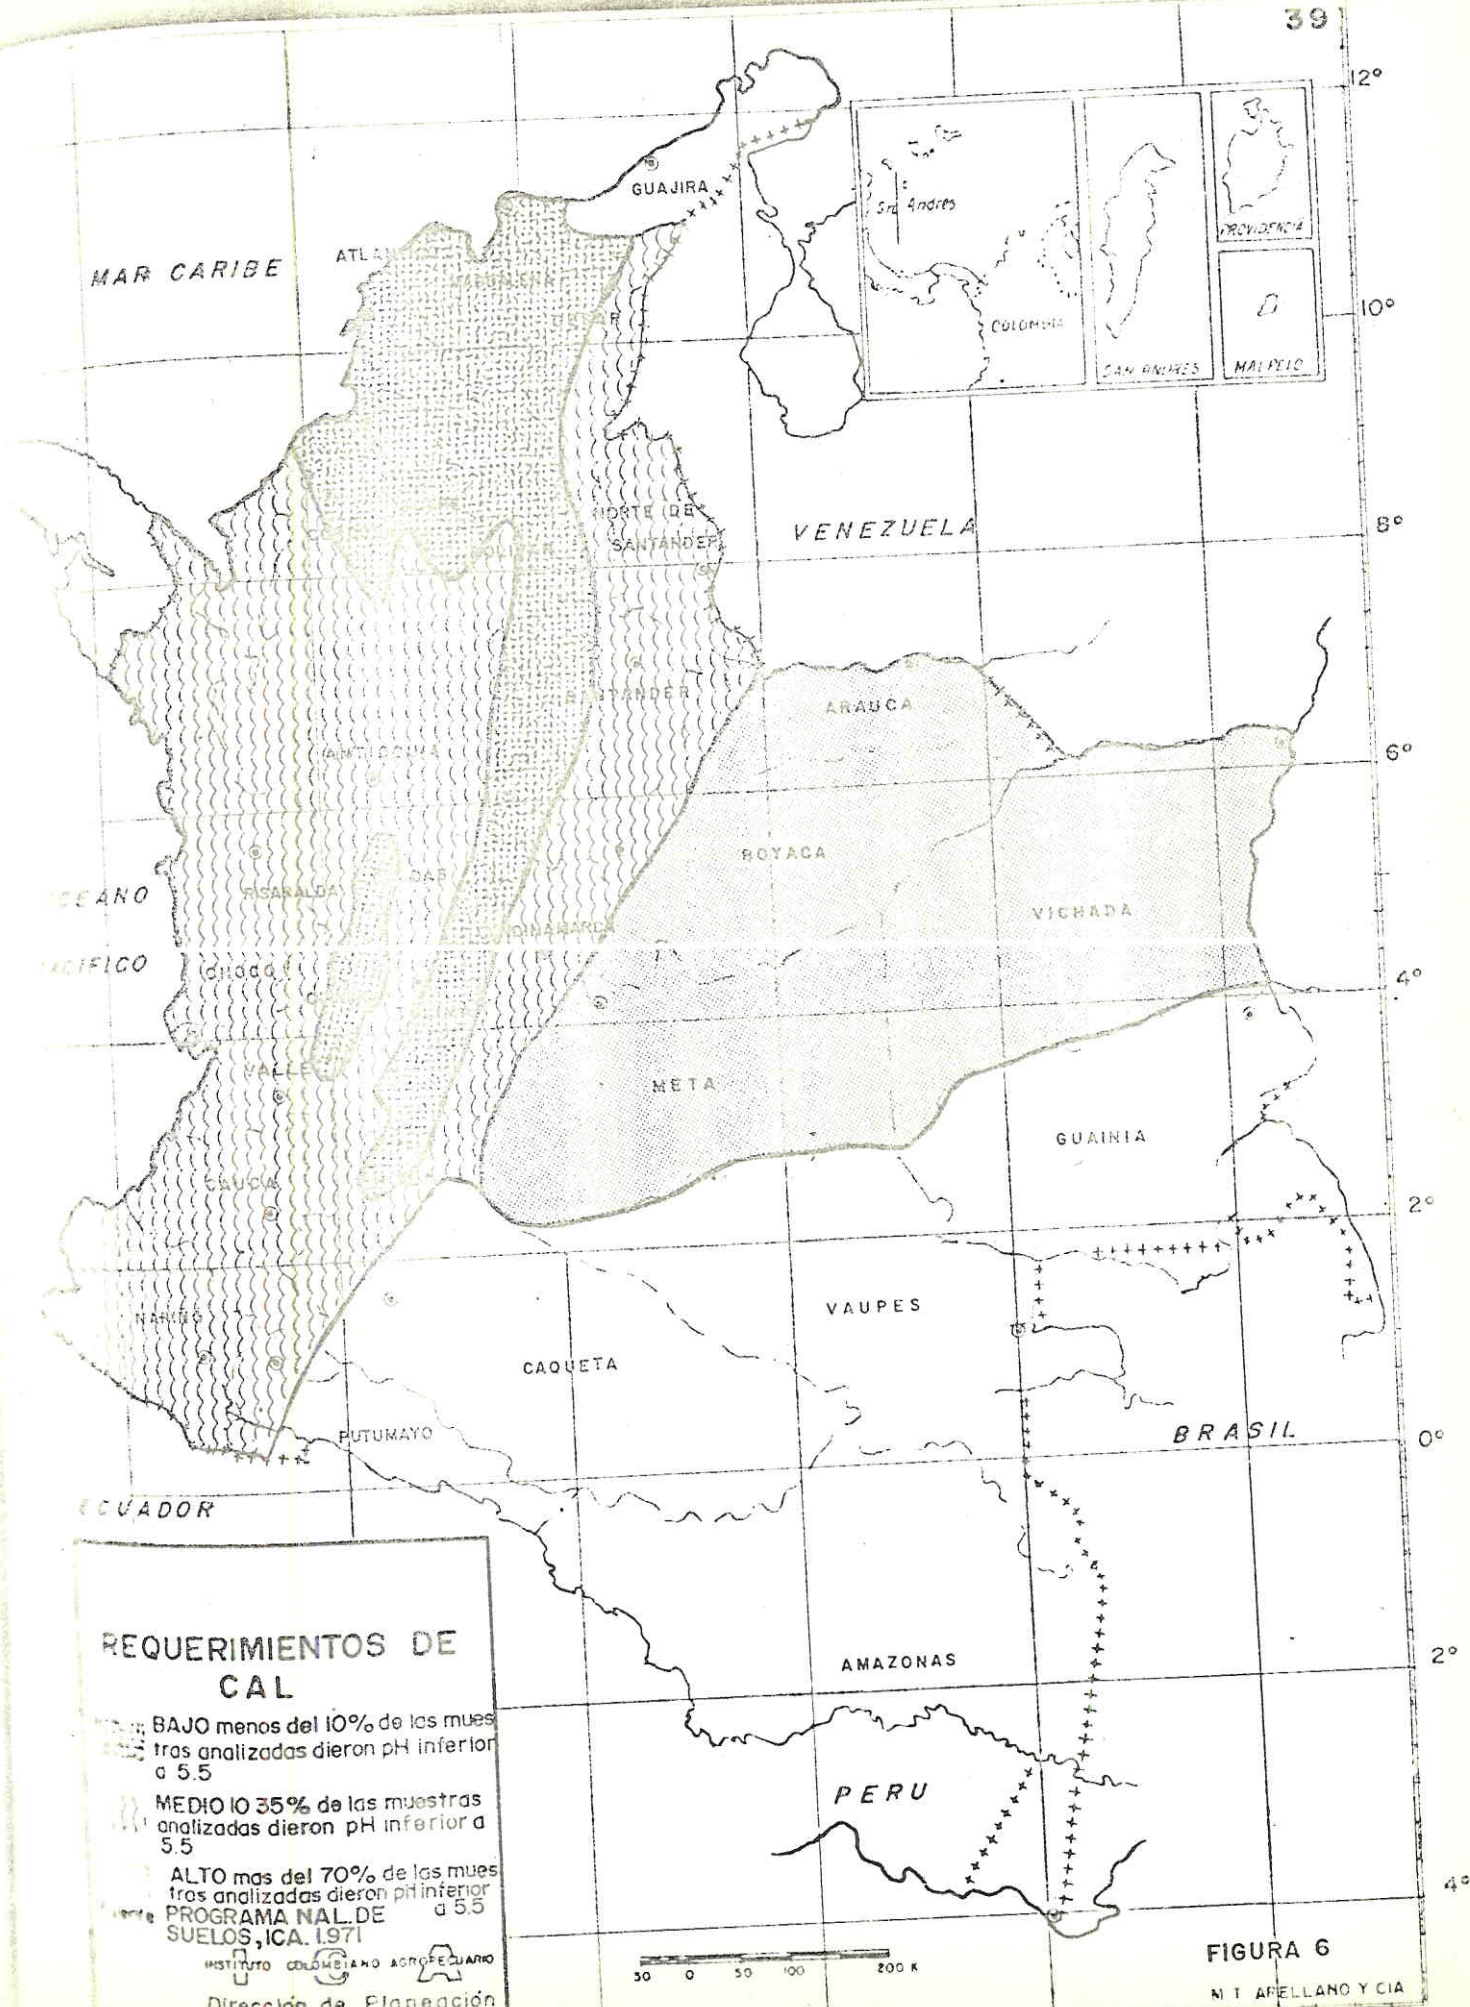 39
12°
GUAJIRA
Sn. Andres
PROVIDENCIA
MAR CARIBE
10°
COLOMBIA
SAN ANDRES
MALPELO
8°
NORTE DE
SANTANDER
VENEZUELA
BOLIVAR
SANTANDER
ARAUCA
6°
ANTIOQUIA
BOYACA
RISARALDA
VICHADA
CHOCO
4°
TOLIMA
VALLE
META
GUAINIA
CAUCA
2°
NARIÑO
VAUPES
CAQUETA
PUTUMAYO
BRASIL
0°
ECUADOR
REQUERIMIENTOS DE
CAL
BAJO menos del 10% de las mues
tras analizadas dieron pH inferior
a 5.5
MEDIO 10 35% de las muestras
analizadas dieron pH inferior a
5.5
ALTO mas del 70% de las mues
tras analizadas dieron pH inferior
a 5.5
PROGRAMA NAL. DE
SUELOS, ICA. 1.971
INSTITUTO COLOMBIANO AGROPECUARIO
Dirección de Planeación
AMAZONAS
2°
PERU
4°
50 0 50 100 200 K
FIGURA 6
M T ARELLANO Y CIA